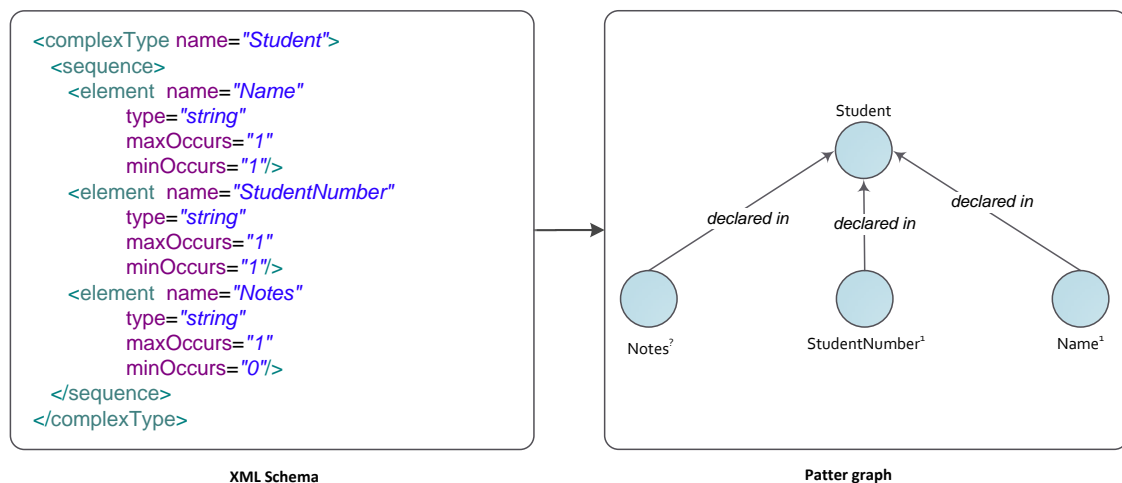 <complexType name="Student">
<sequence>
<element name="Name"
type="string"
maxOccurs="1"
minOccurs="1"/>
<element name="StudentNumber"
type="string"
maxOccurs="1"
minOccurs="1"/>
<element name="Notes"
type="string"
maxOccurs="1"
minOccurs="0"/>
</sequence>
</complexType>
XML Schema
Student
declared in
declared in
declared in
Notes?
StudentNumber¹
Name¹
Patter graph